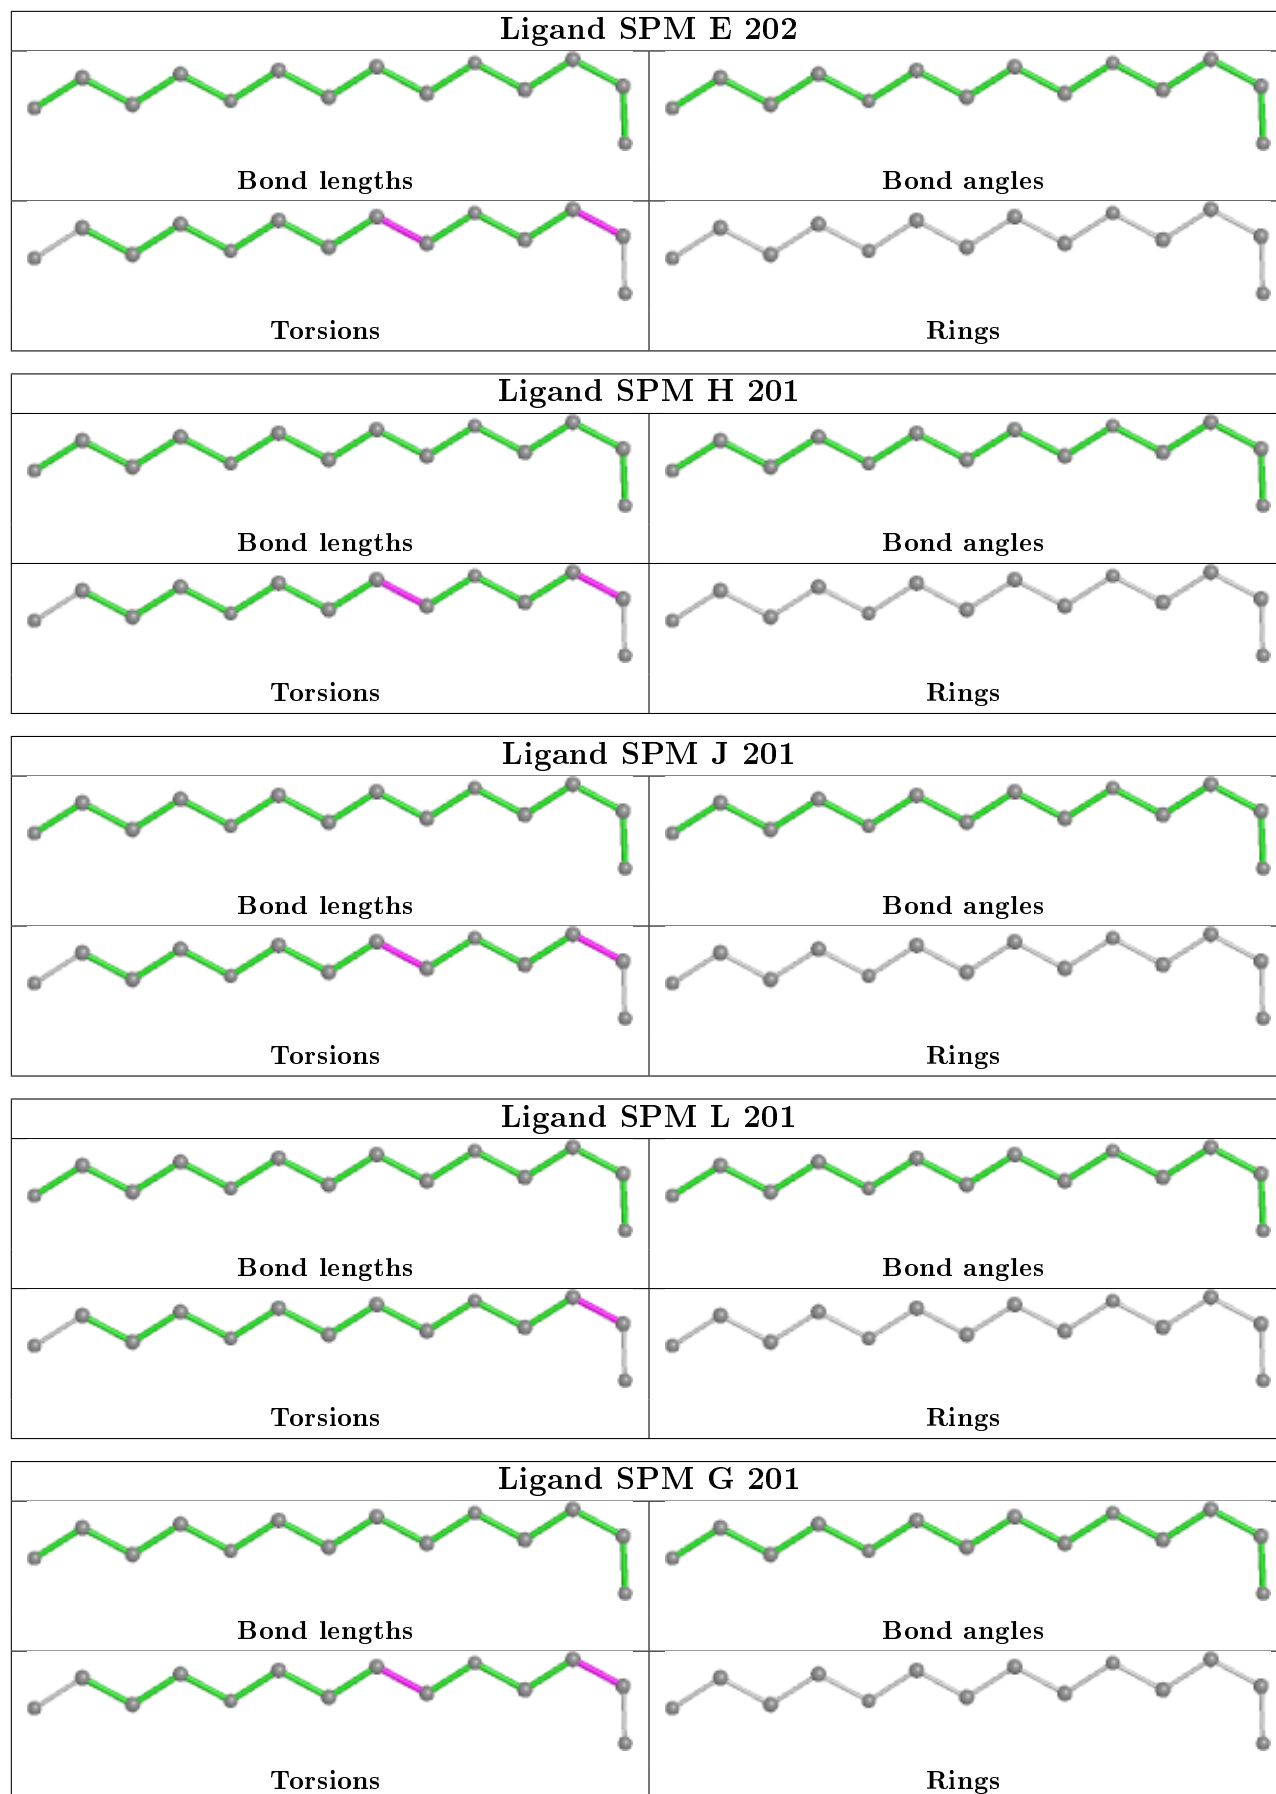 Ligand SPM E 202
Bond lengths
Bond angles
Torsions
Rings
Ligand SPM H 201
Bond lengths
Bond angles
Torsions
Rings
Ligand SPM J 201
Bond lengths
Bond angles
Torsions
Rings
Ligand SPM L 201
Bond lengths
Bond angles
Torsions
Rings
Ligand SPM G 201
Bond lengths
Bond angles
Torsions
Rings